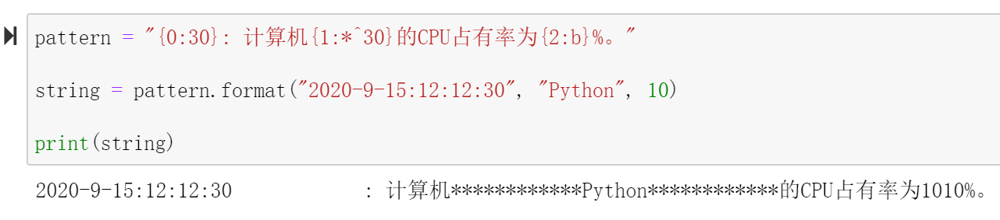 pattern = "{0:30}: 计算机{1:*^30}的CPU占有率为{2:b}%。"
string = pattern.format("2020-9-15:12:12:30", "Python", 10)
print(string)
2020-9-15:12:12:30            : 计算机************Python************的CPU占有率为1010%。